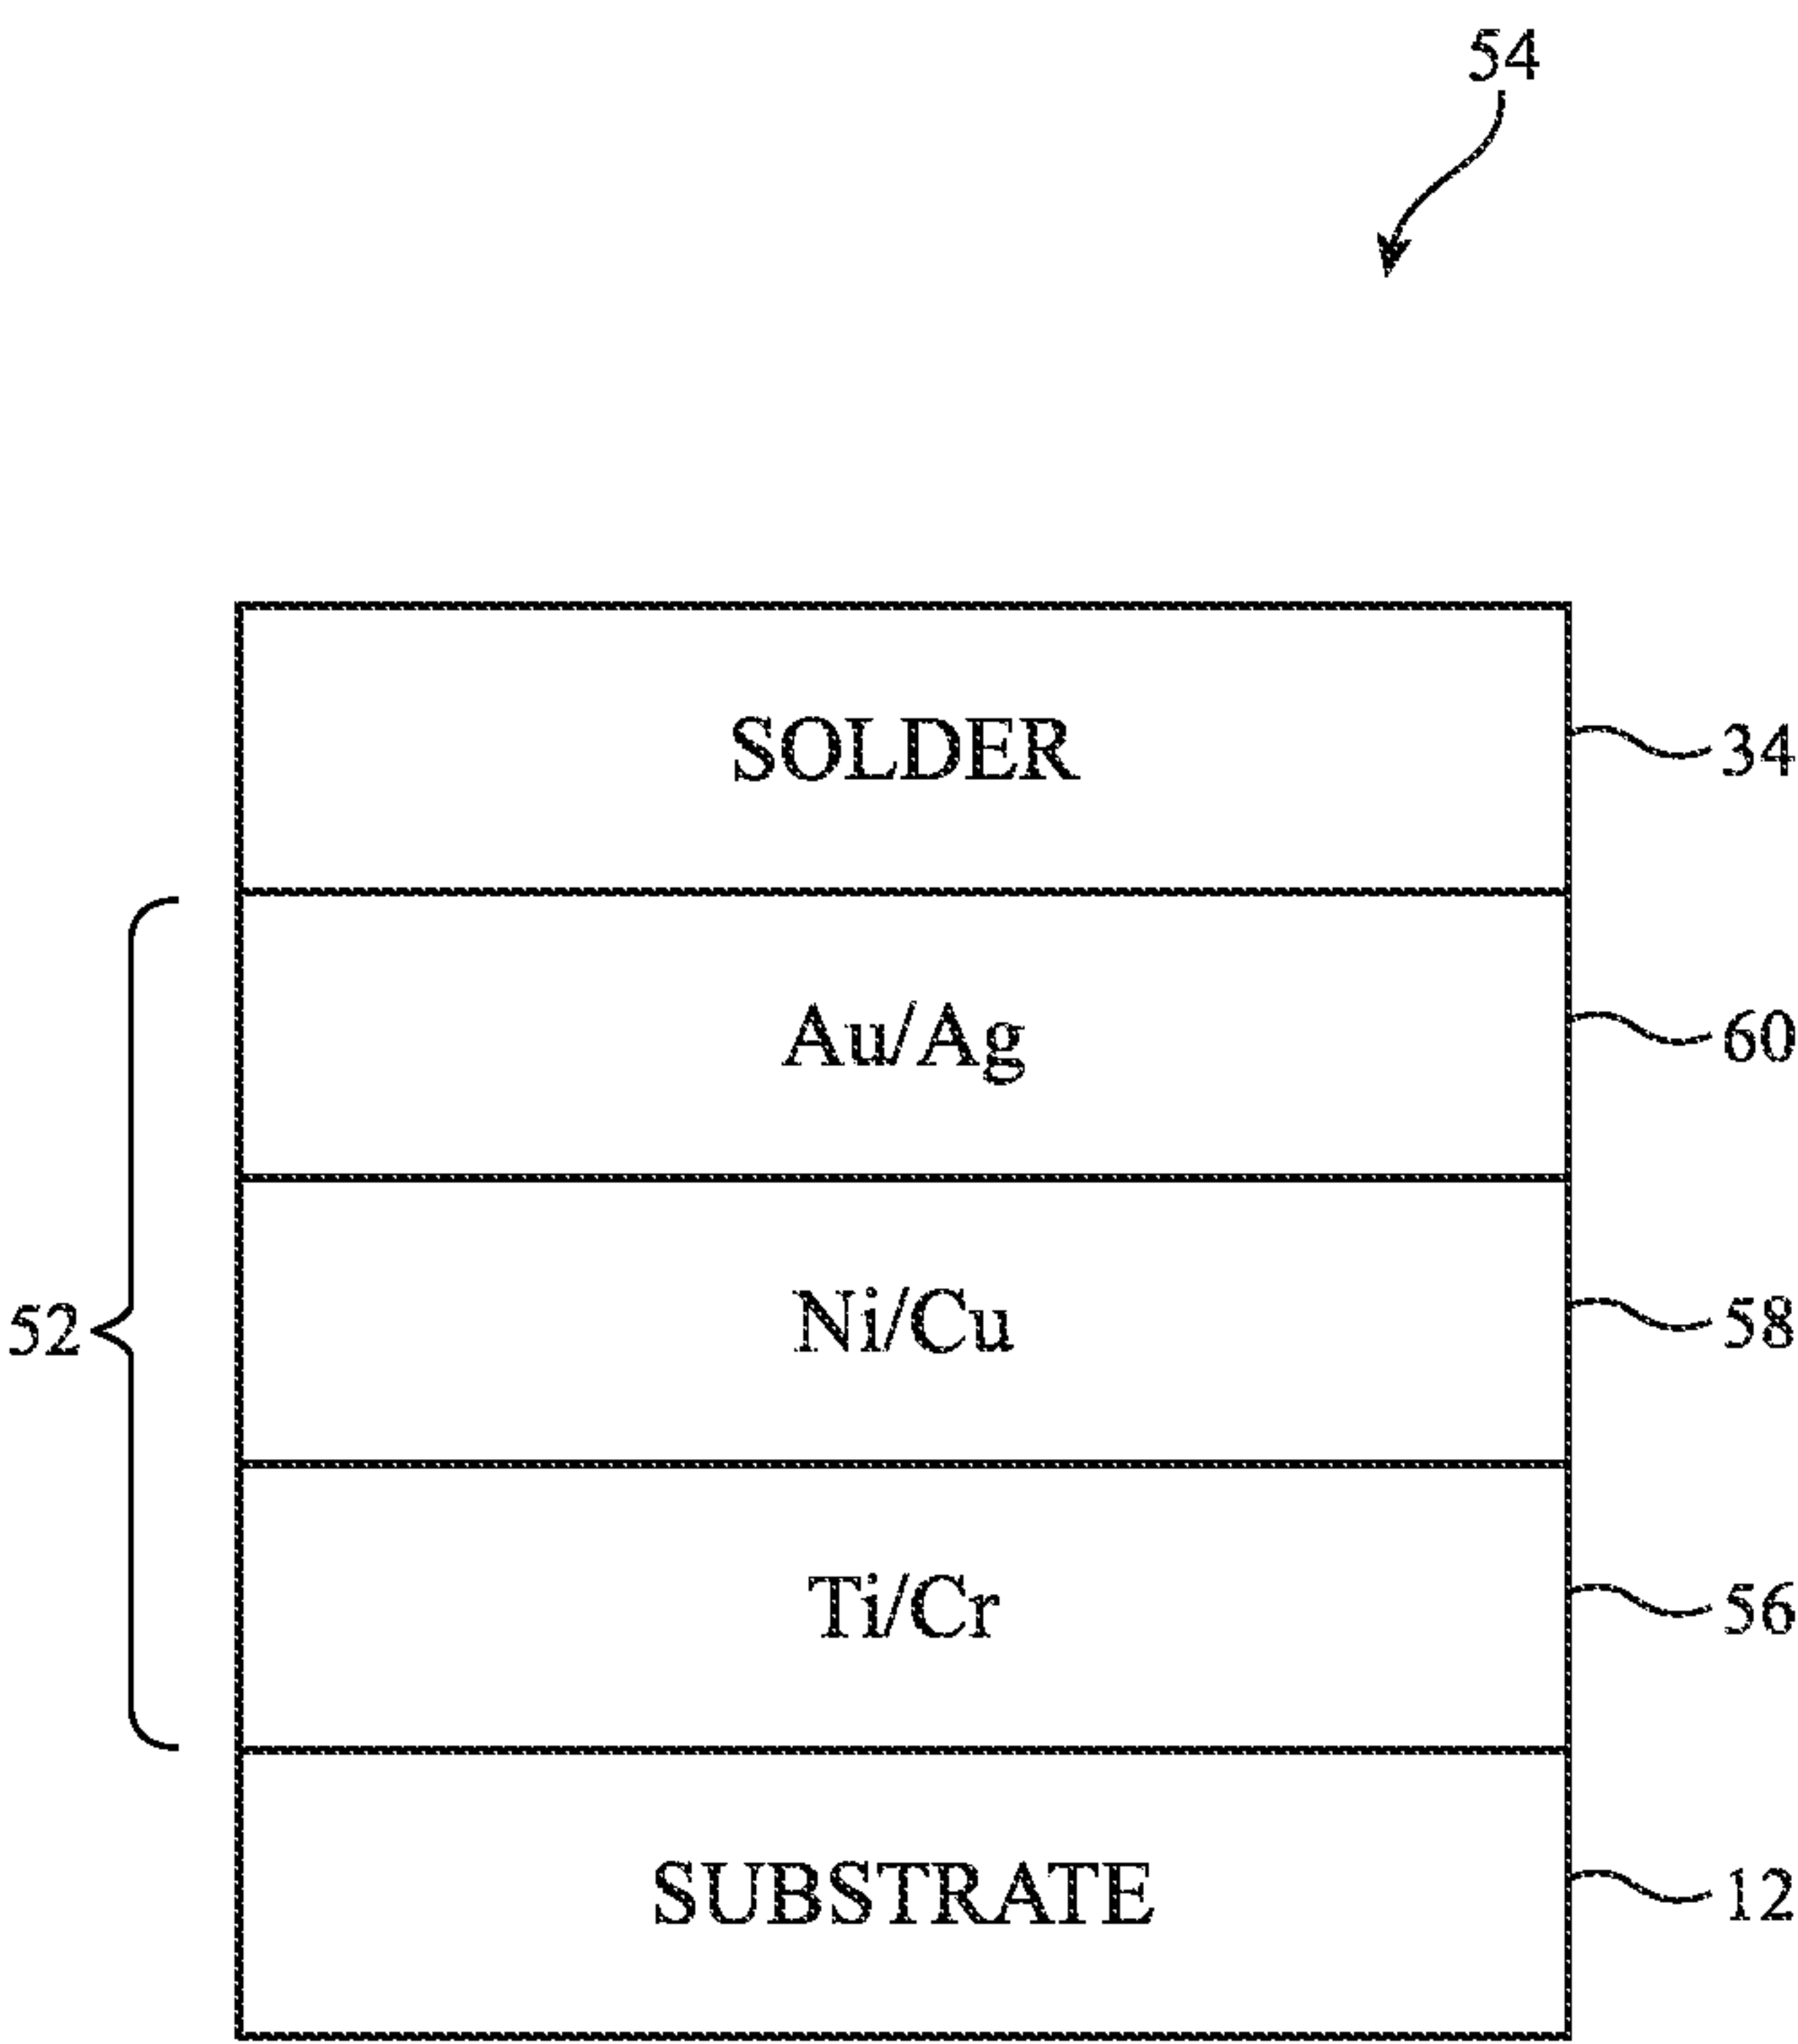 54
SOLDER
34
Au/Ag
60
Ni/Cu
58
52
Ti/Cr
56
SUBSTRATE
12